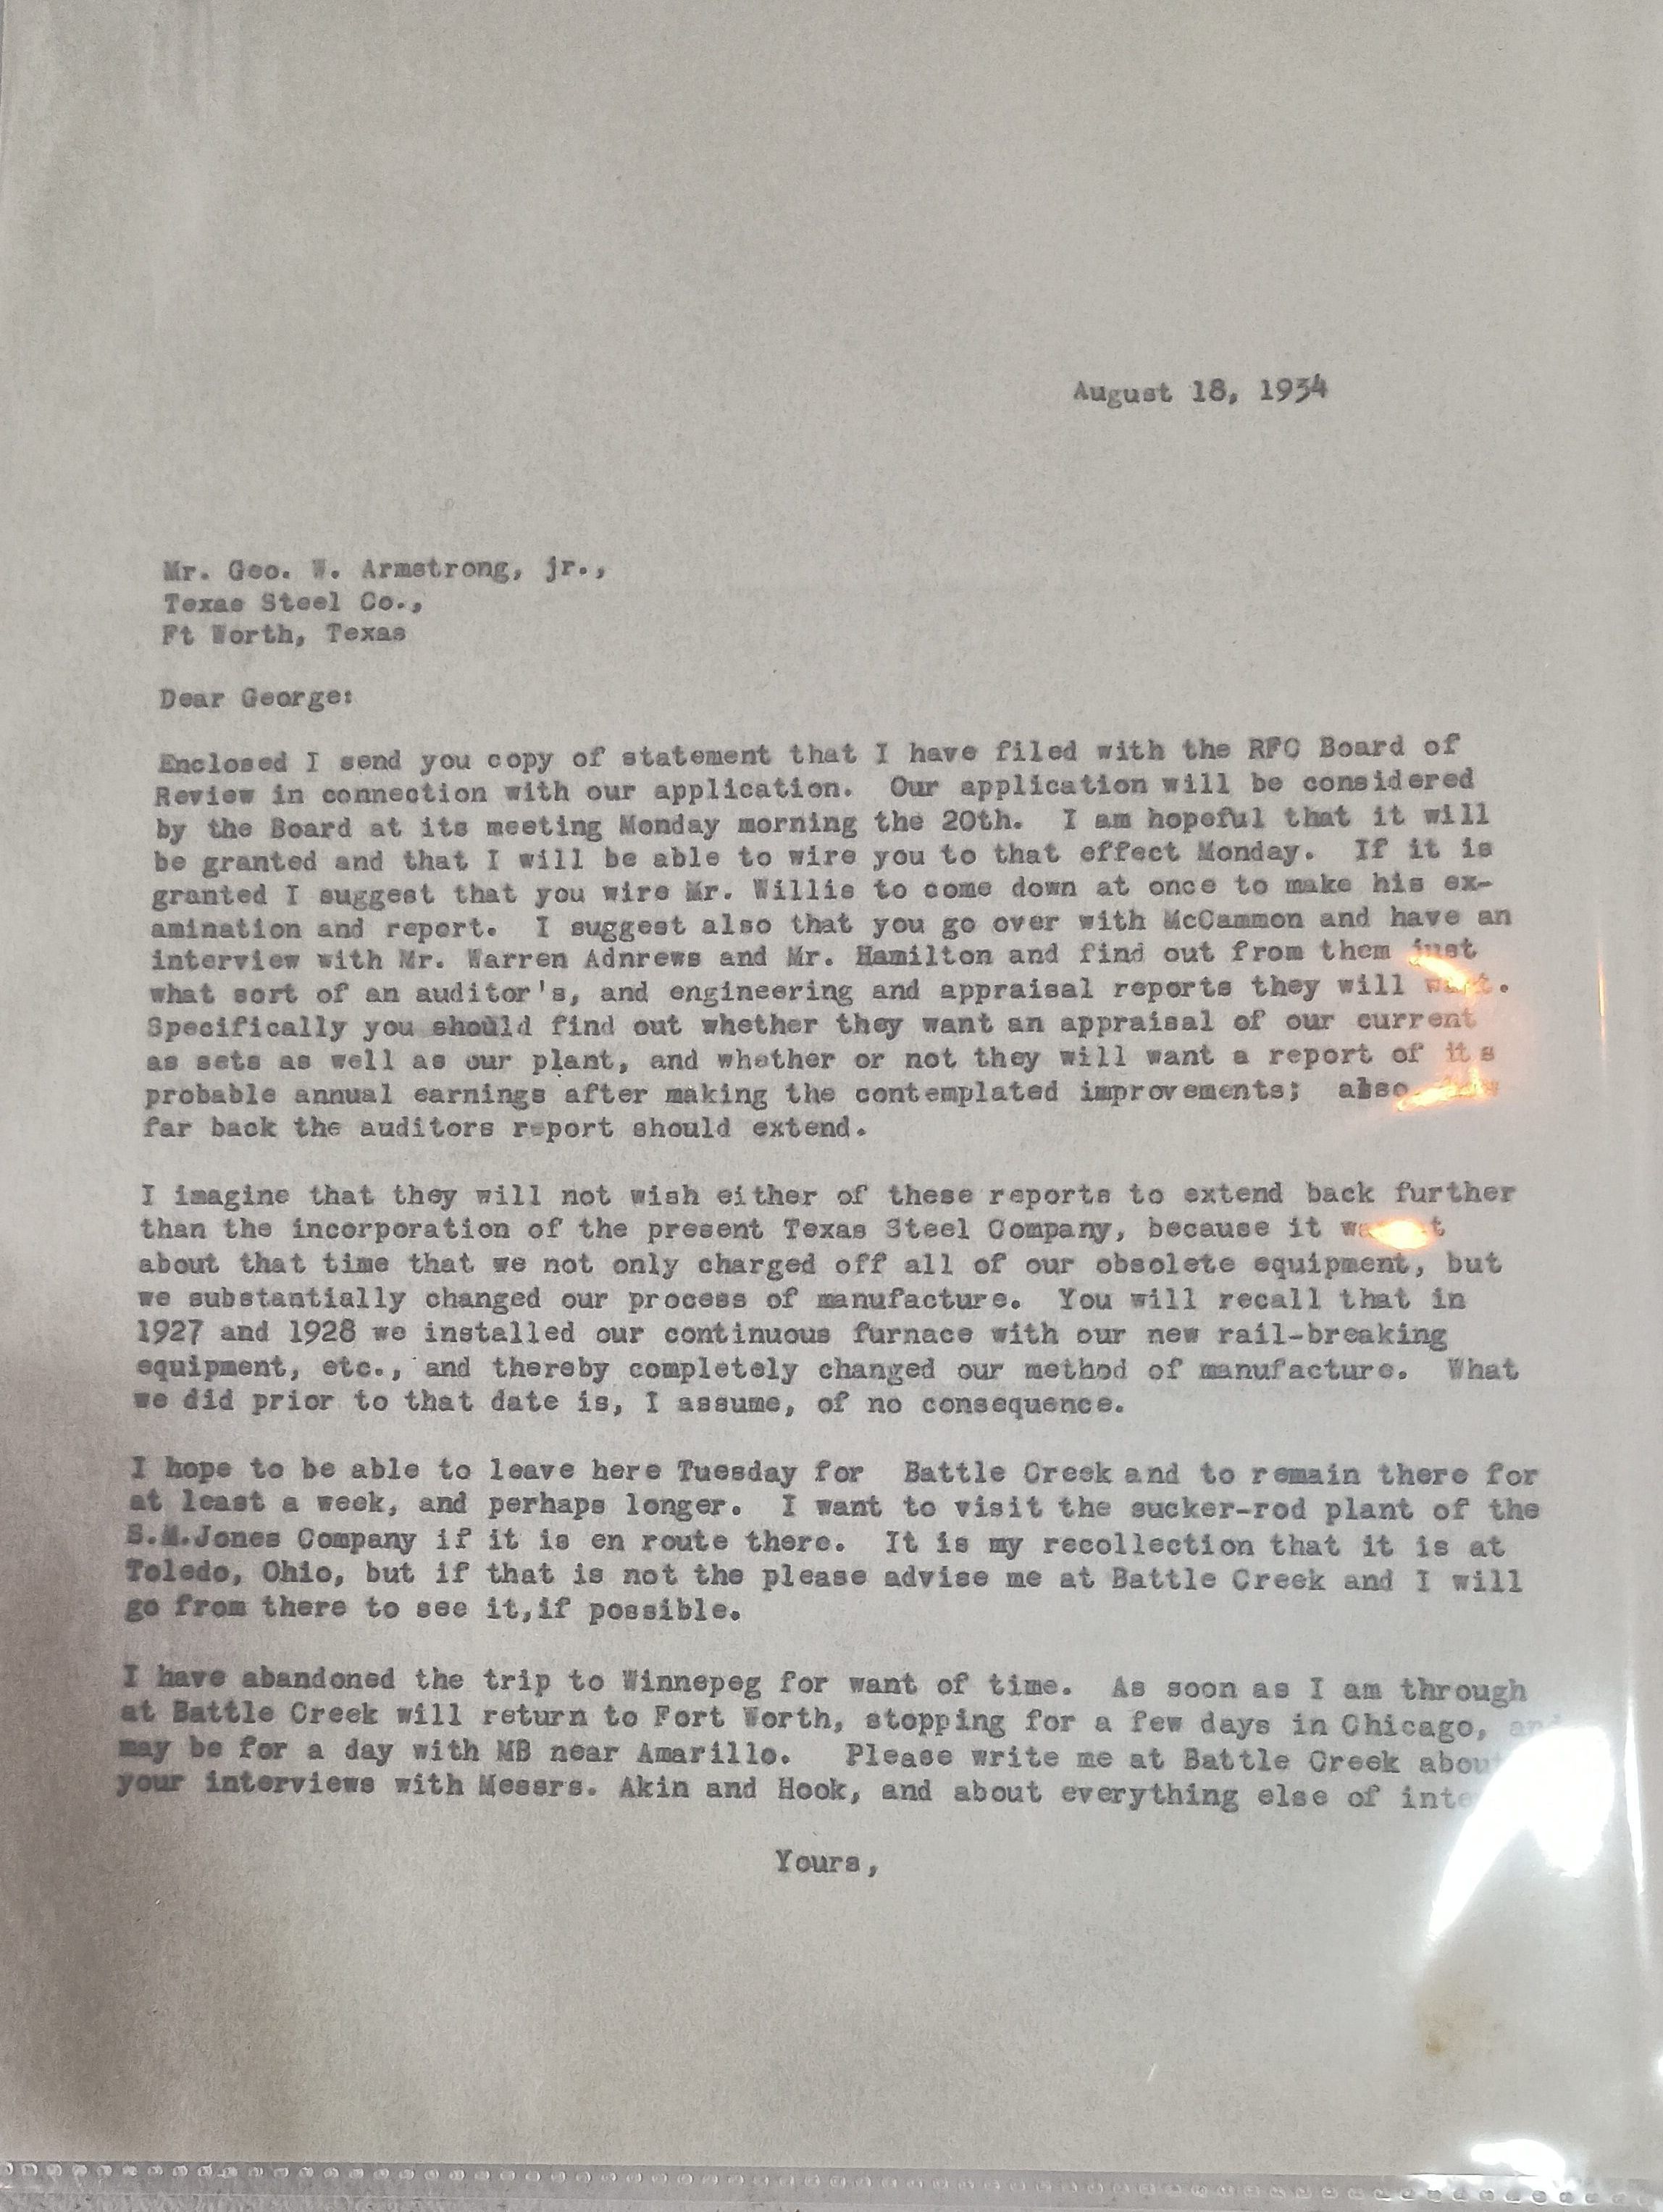 August 18, 1934
Mr. Geo. W. Armstrong, jr.,
Texas Steel Co.,
Ft Worth, Texas
Dear George:
Enclosed I send you copy of statement that I have filed with the RFC Board of
Review in connection with our application. Our application will be considered
by the Board at its meeting Monday morning the 20th. I am hopeful that it will
be granted and that I will be able to wire you to that effect Monday. If it is
granted I suggest that you wire Mr. Willis to come down at once to make his ex-
amination and report. I suggest also that you go over with McCammon and have an
interview with Mr. Warren Adnrews and Mr. Hamilton and find out from them just
what sort of an auditor's, and engineering and appraisal reports they will want.
Specifically you should find out whether they want an appraisal of our current
as sets as well as our plant, and whether or not they will want a report of its
probable annual earnings after making the contemplated improvements; also
far back the auditors report should extend.
I imagine that they will not wish either of these reports to extend back further
than the incorporation of the present Texas Steel Company, because it
about that time that we not only charged off all of our obsolete equipment, but
we substantially changed our process of manufacture. You will recall that in
1927 and 1928 we installed our continuous furnace with our new rail-breaking
equipment, etc., and thereby completely changed our method of manufacture. What
we did prior to that date is, I assume, of no consequence.
I hope to be able to leave here Tuesday for Battle Creek and to remain there for
at least a week, and perhaps longer. I want to visit the sucker-rod plant of the
S.M.Jones Company if it is en route there. It is my recollection that it is at
Toledo, Ohio, but if that is not the please advise me at Battle Creek and I will
go from there to see it,if possible.
I have abandoned the trip to Winnepeg for want of time. As soon as I am through
at Battle Creek will return to Fort Worth, stopping for a few days in Chicago, and
may be for a day with MB near Amarillo. Please write me at Battle Creek about
your interviews with Messrs. Akin and Hook, and about everything else of
Yours,